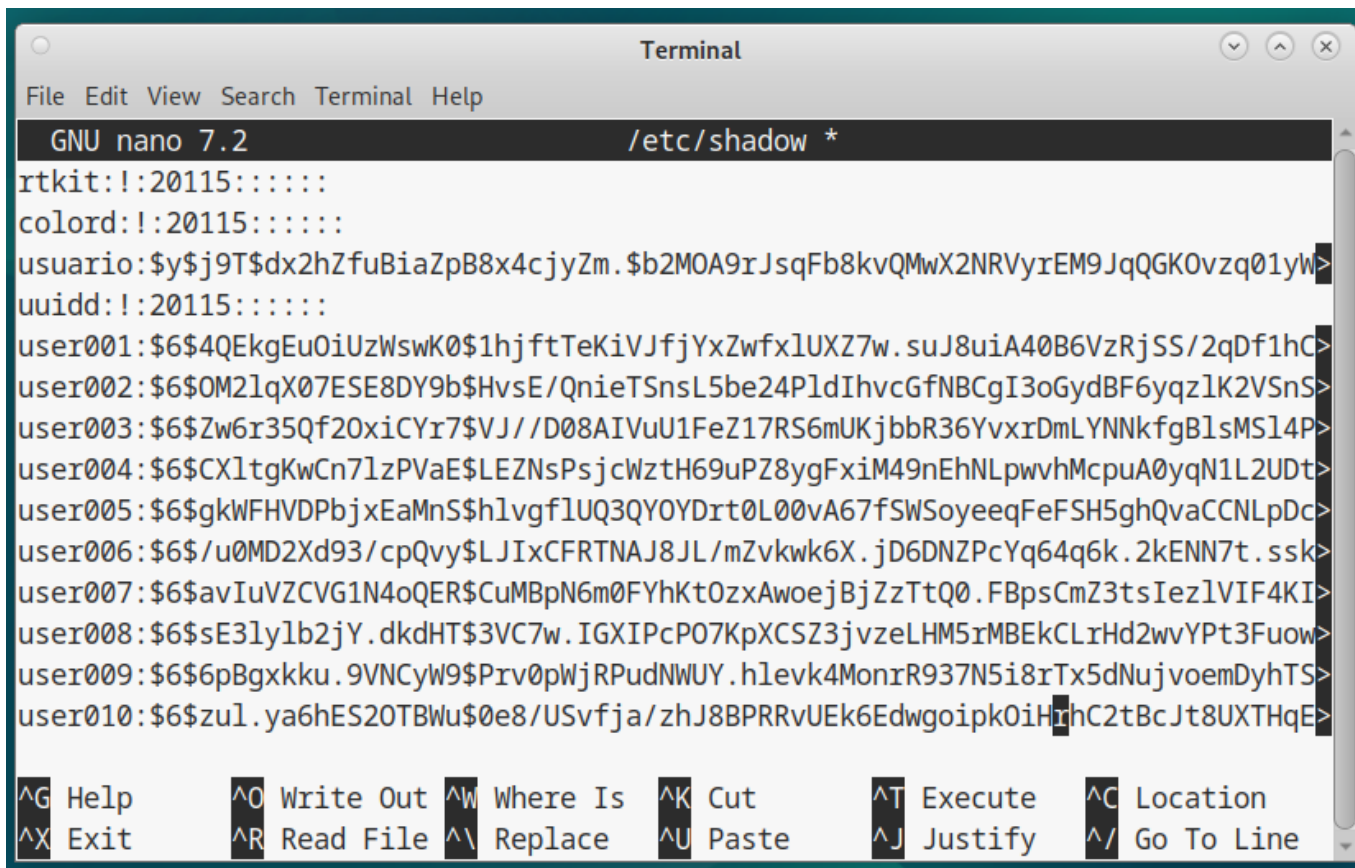 Terminal
File Edit View Search Terminal Help
GNU nano 7.2 /etc/shadow *
rtkit:!:20115::::::
colord:!:20115::::::
usuario:$y$j9T$dx2hZfuBiaZpB8x4cjyZm.$b2MOA9rJsqFb8kvQMwX2NRVyrEM9JqQGKOvzq01yW>
uuidd:!:20115::::::
user001:$6$4QEkgEuOiUzWswK0$1hjftTeKiVJfjYxZwfxlUXZ7w.suJ8uiA40B6VzRjSS/2qDf1hC>
user002:$6$OM2lqX07ESE8DY9b$HvsE/QnieTSnsL5be24PldIhvcGfNBCgI3oGydBF6yqzlK2VSnS>
user003:$6$Zw6r35Qf2OxiCYr7$VJ//D08AIVuU1FeZ17RS6mUKjbbR36YvxrDmLYNNkfgBlsMSl4P>
user004:$6$CXltgKwCn7lzPVaE$LEZNsPsjcWztH69uPZ8ygFxiM49nEhNLpwvhMcpuA0yqN1L2UDt>
user005:$6$gkWFHVDPbjxEaMnS$hlvgflUQ3QYOYDrt0L00vA67fSWSoyeeqFeFSH5ghQvaCCNLpDc>
user006:$6$/u0MD2Xd93/cpQvy$LJIxCFRTNAJ8JL/mZvkwk6X.jD6DNZPcYq64q6k.2kENN7t.ssk>
user007:$6$avIuVZCVG1N4oQER$CuMBpN6m0FYhKtOzxAwoejBjZzTtQ0.FBpsCmZ3tsIezlVIF4KI>
user008:$6$sE3lylb2jY.dkdHT$3VC7w.IGXIPcPO7KpXCSZ3jvzeLHM5rMBEkCLrHd2wvYPt3Fuow>
user009:$6$6pBgxkku.9VNCyW9$Prv0pWjRPudNWUY.hlevk4MonrR937N5i8rTx5dNujvoemDyhTS>
user010:$6$zul.ya6hES2OTBWu$0e8/USvfja/zhJ8BPRRvUEk6EdwgoipkOiHrhC2tBcJt8UXTHqE>
^G Help ^O Write Out ^W Where Is ^K Cut ^T Execute ^C Location
^X Exit ^R Read File ^\ Replace ^U Paste ^J Justify ^/ Go To Line